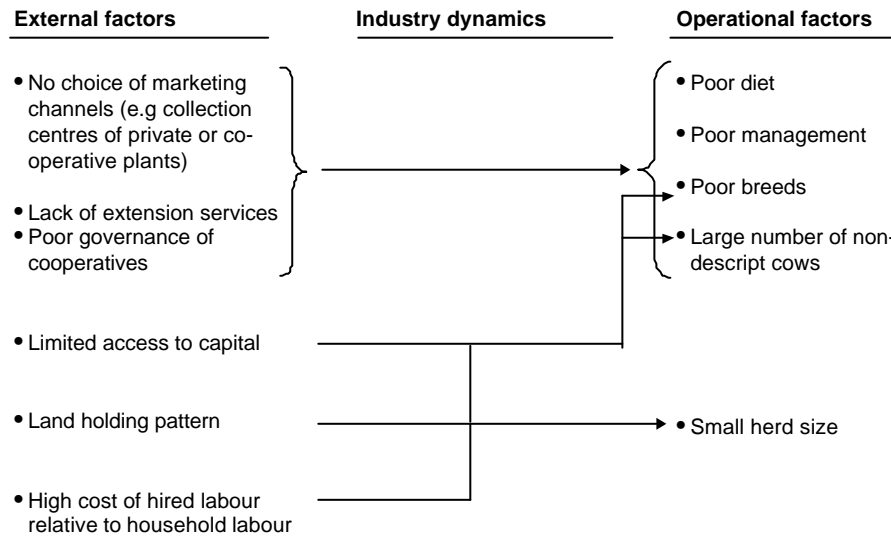 External factors
Industry dynamics
Operational factors
• No choice of marketing
channels (e.g collection
centres of private or co-
operative plants)
• Lack of extension services
• Poor governance of
cooperatives
• Limited access to capital
• Land holding pattern
• High cost of hired labour
relative to household labour
• Poor diet
• Poor management
• Poor breeds
• Large number of non-
descript cows
• Small herd size